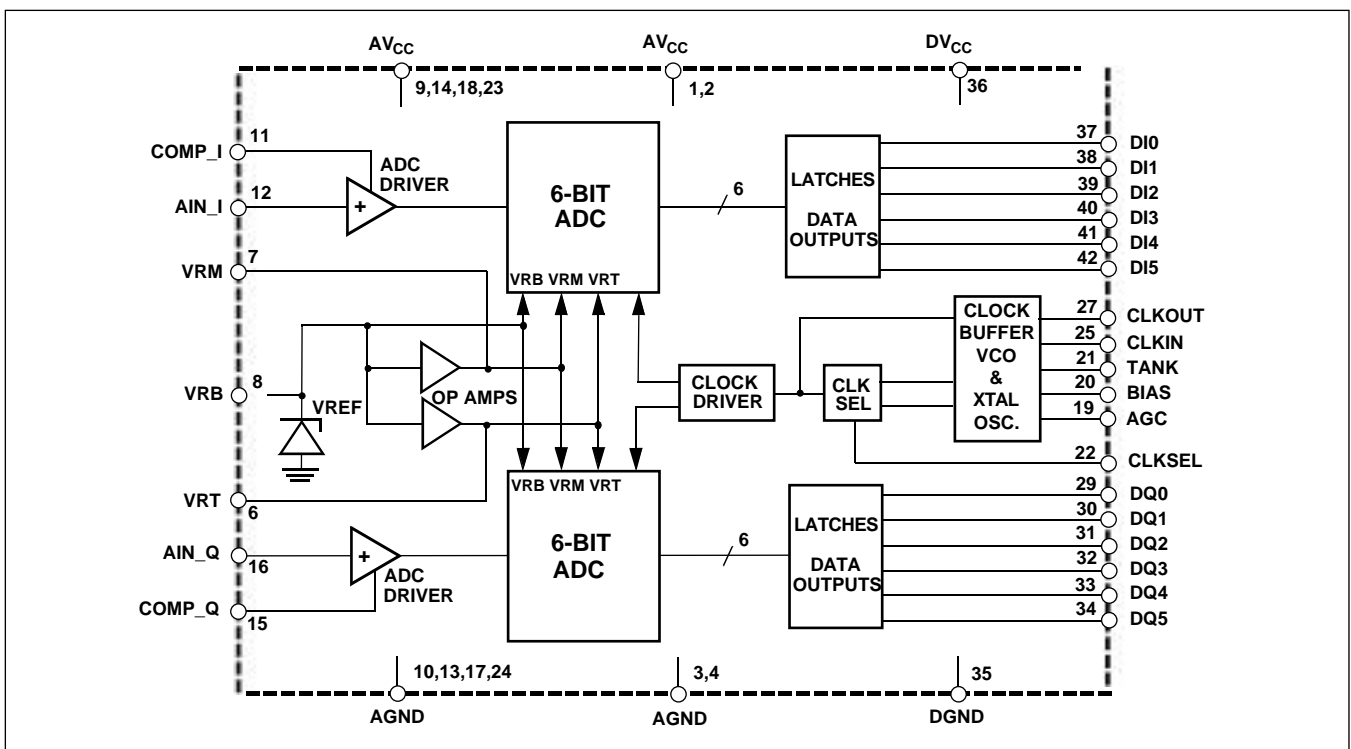 AVCC
AVCC
DVCC
9,14,18,23
1,2
36
COMP_I
11
ADC
DRIVER
AIN_I
12
+
6-BIT
ADC
VRB VRM VRT
6
LATCHES
DATA
OUTPUTS
37
DI0
38
DI1
39
DI2
40
DI3
41
DI4
42
DI5
VRM
7
VRB
8
VREF
OP AMPS
VRT
6
CLOCK
DRIVER
CLK
SEL
CLOCK
BUFFER
VCO
&
XTAL
OSC.
27
CLKOUT
25
CLKIN
21
TANK
20
BIAS
19
AGC
22
CLKSEL
AIN_Q
16
+
ADC
DRIVER
COMP_Q
15
VRB VRM VRT
6-BIT
ADC
6
LATCHES
DATA
OUTPUTS
29
DQ0
30
DQ1
31
DQ2
32
DQ3
33
DQ4
34
DQ5
10,13,17,24
3,4
35
AGND
AGND
DGND